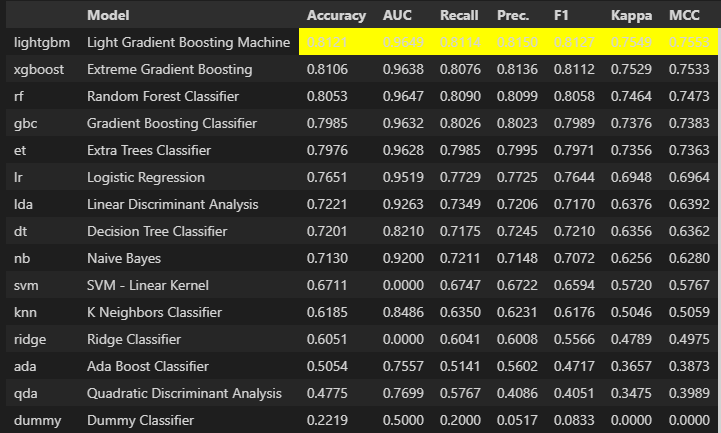 Model Accuracy AUC Recall Prec. F1 Kappa MCC
lightgbm Light Gradient Boosting Machine 0.8121 0.9649 0.8114 0.8150 0.8127 0.7549 0.7553
xgboost Extreme Gradient Boosting 0.8106 0.9638 0.8076 0.8136 0.8112 0.7529 0.7533
rf Random Forest Classifier 0.8053 0.9647 0.8090 0.8099 0.8058 0.7464 0.7473
gbc Gradient Boosting Classifier 0.7985 0.9632 0.8026 0.8023 0.7989 0.7376 0.7383
et Extra Trees Classifier 0.7976 0.9628 0.7985 0.7995 0.7971 0.7356 0.7363
lr Logistic Regression 0.7651 0.9519 0.7729 0.7725 0.7644 0.6948 0.6964
lda Linear Discriminant Analysis 0.7221 0.9263 0.7349 0.7206 0.7170 0.6376 0.6392
dt Decision Tree Classifier 0.7201 0.8210 0.7175 0.7245 0.7210 0.6356 0.6362
nb Naive Bayes 0.7130 0.9200 0.7211 0.7148 0.7072 0.6256 0.6280
svm SVM - Linear Kernel 0.6711 0.0000 0.6747 0.6722 0.6594 0.5720 0.5767
knn K Neighbors Classifier 0.6185 0.8486 0.6350 0.6231 0.6176 0.5046 0.5059
ridge Ridge Classifier 0.6051 0.0000 0.6041 0.6008 0.5566 0.4789 0.4975
ada Ada Boost Classifier 0.5054 0.7557 0.5141 0.5602 0.4717 0.3657 0.3873
qda Quadratic Discriminant Analysis 0.4775 0.7699 0.5767 0.4086 0.4051 0.3475 0.3989
dummy Dummy Classifier 0.2219 0.5000 0.2000 0.0517 0.0833 0.0000 0.0000